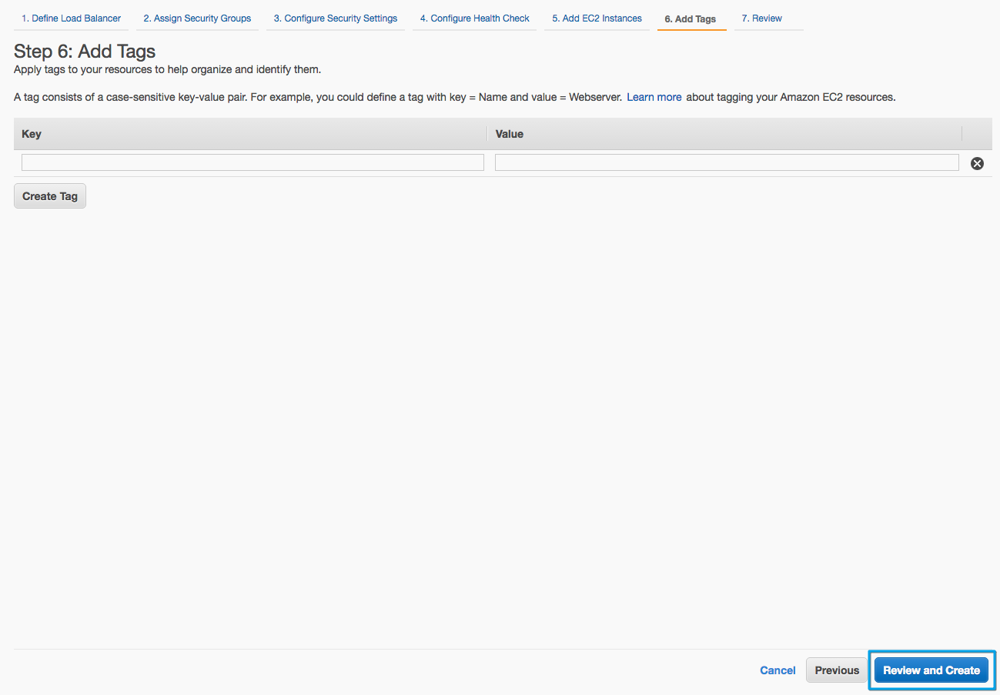 1. Define Load Balancer 2. Assign Security Groups 3. Configure Security Settings 4. Configure Health Check 5. Add EC2 Instances 6. Add Tags 7. Review
Step 6: Add Tags
Apply tags to your resources to help organize and identify them.
A tag consists of a case-sensitive key-value pair. For example, you could define a tag with key = Name and value = Webserver. Learn more about tagging your Amazon EC2 resources.
Key Value
Create Tag
Cancel Previous Review and Create